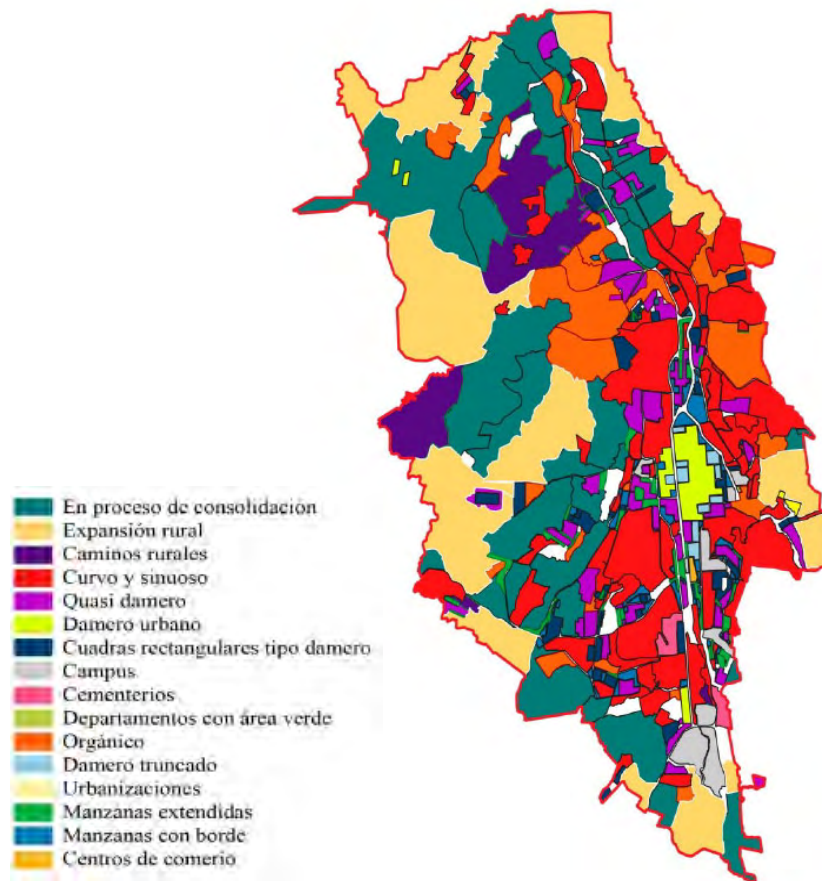 En proceso de consolidación
Expansión rural
Caminos rurales
Curvo y sinuoso
Quasi damero
Damero urbano
Cuadras rectangulares tipo damero
Campus
Cementerios
Departamentos con área verde
Orgánico
Damero truncado
Urbanizaciones
Manzanas extendidas
Manzanas con borde
Centros de comerio